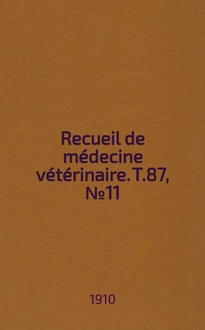 Recueil de
médecine
vétérinaire. T.87,
№11
1910